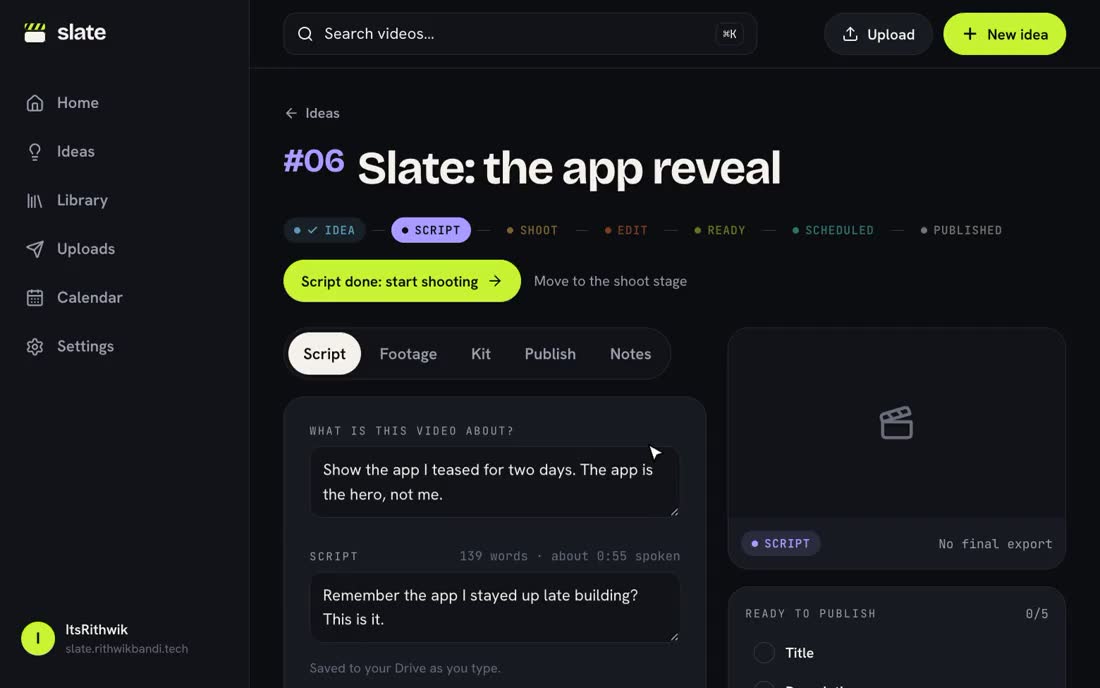 slate
Search videos...
⌘K
Upload
New idea
Home
Ideas
Library
Uploads
Calendar
Settings
ItsRithwik
slate.rithwikbandi.tech
I
Ideas
#06 Slate: the app reveal
IDEA
SCRIPT
SHOOT
EDIT
READY
SCHEDULED
PUBLISHED
Script done: start shooting
Move to the shoot stage
Script
Footage
Kit
Publish
Notes
WHAT IS THIS VIDEO ABOUT?
Show the app I teased for two days. The app is
the hero, not me.
SCRIPT
139 words · about 0:55 spoken
Remember the app I stayed up late building?
This is it.
Saved to your Drive as you type.
SCRIPT
No final export
READY TO PUBLISH
0/5
Title